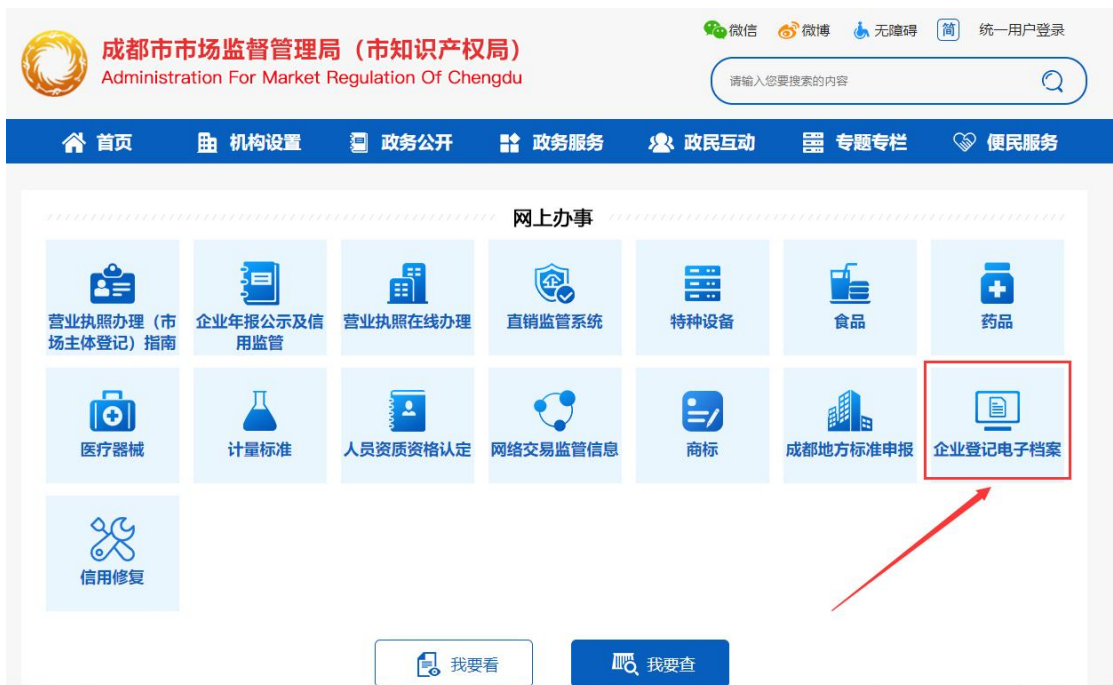 微信 微博 无障碍 简 统一用户登录
成都市市场监督管理局（市知识产权局）
Administration For Market Regulation Of Chengdu
请输入您要搜索的内容
首页 机构设置 政务公开 政务服务 政民互动 专题专栏 便民服务
网上办事
营业执照办理（市场主体登记）指南
企业年报公示及信用监管
营业执照在线办理
直销监管系统
特种设备
食品
药品
医疗器械
计量标准
人员资质资格认定
网络交易监管信息
商标
成都地方标准申报
企业登记电子档案
信用修复
我要看 我要查